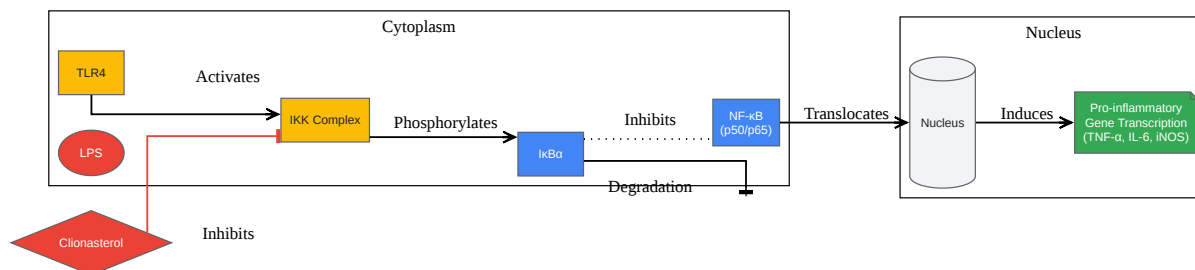 Cytoplasm
Nucleus
TLR4
Activates
IKK Complex
LPS
Phosphorylates
IκBα
Inhibits
NF-κB
(p50/p65)
Degradation
Translocates
Nucleus
Induces
Pro-inflammatory
Gene Transcription
(TNF-α, IL-6, iNOS)
Clionasterol
Inhibits